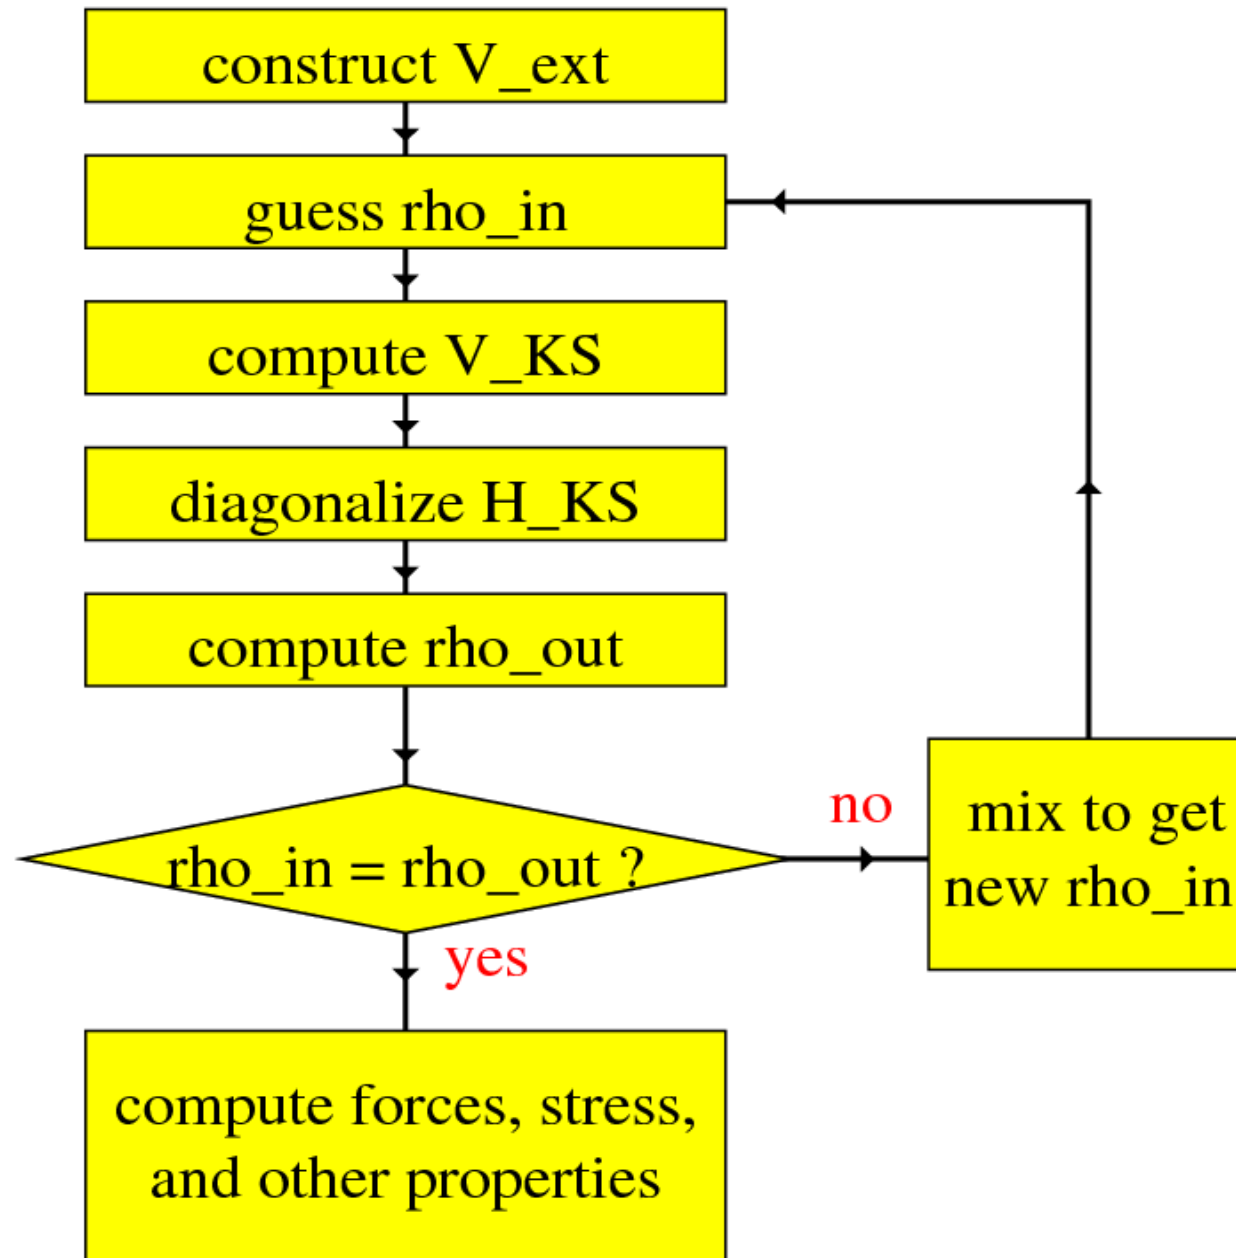 construct V_ext
guess rho_in
compute V_KS
diagonalize H_KS
compute rho_out
rho_in = rho_out ?
no
mix to get
new rho_in
yes
compute forces, stress,
and other properties